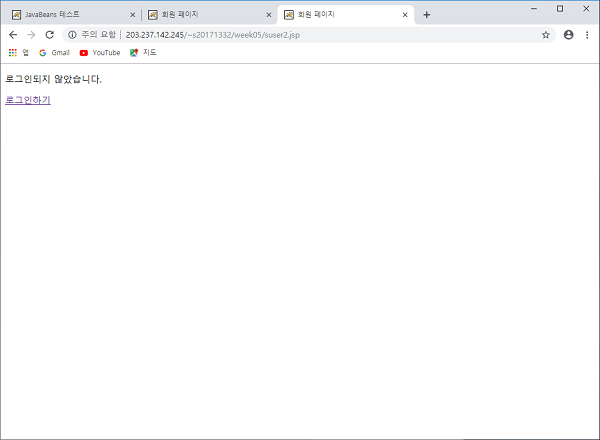 JavaBeans 테스트
회원 페이지
회원 페이지
주의 요함 203.237.142.245/~s20171332/week05/suser2.jsp
앱 Gmail YouTube 지도
로그인되지 않았습니다.
로그인하기